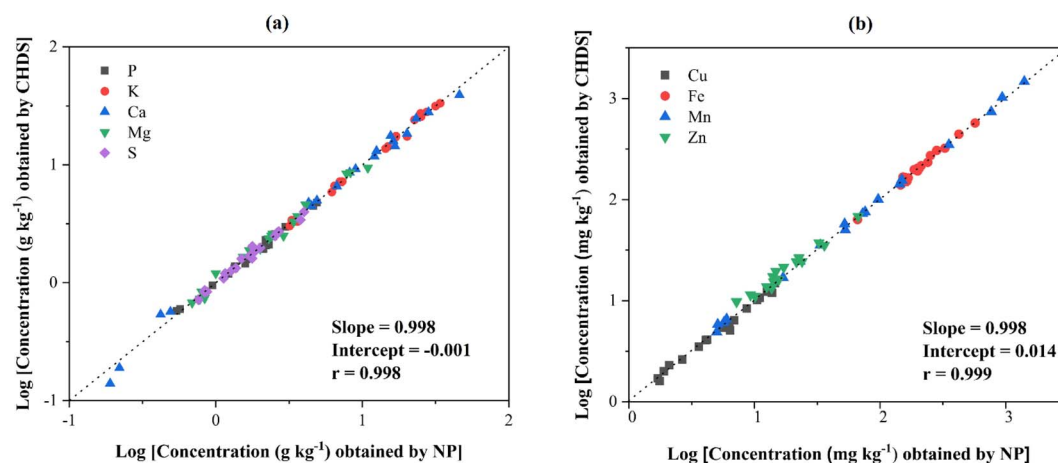 (a)
Log [Concentration (g kg⁻¹) obtained by CHDS]
2
1
0
-1
P
K
Ca
Mg
S
Slope = 0.998
Intercept = -0.001
r = 0.998
-1 0 1 2
Log [Concentration (g kg⁻¹) obtained by NP]
(b)
Log [Concentration (mg kg⁻¹) obtained by CHDS]
3
2
1
0
Cu
Fe
Mn
Zn
Slope = 0.998
Intercept = 0.014
r = 0.999
0 1 2 3
Log [Concentration (mg kg⁻¹) obtained by NP]